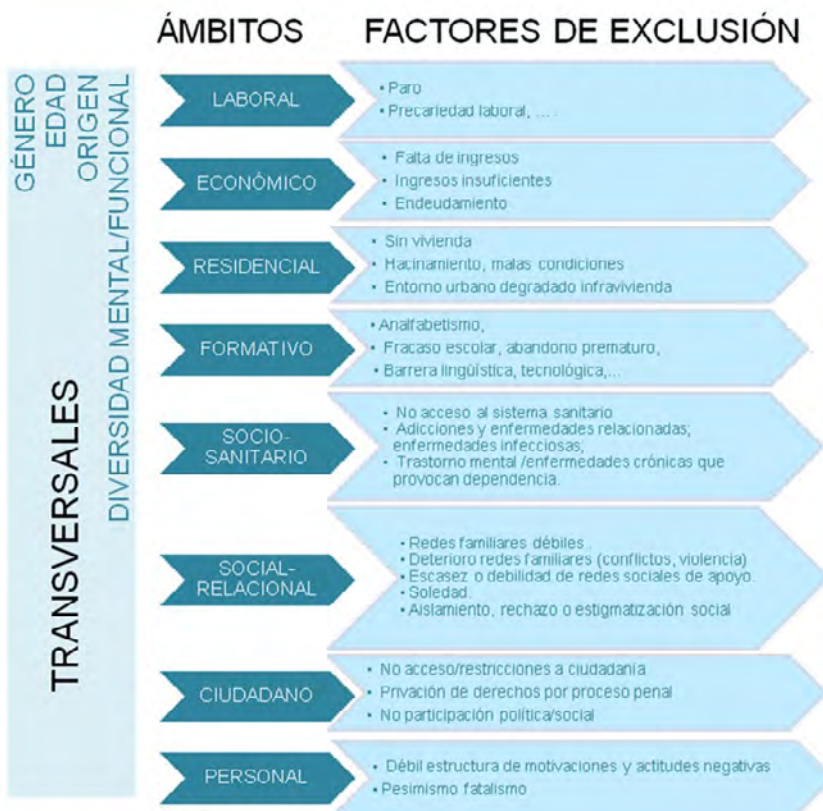 ÁMBITOS
FACTORES DE EXCLUSIÓN
TRANSVERSALES
GÉNERO
EDAD
ORIGEN
DIVERSIDAD MENTAL/FUNCIONAL
LABORAL
• Paro
• Precariedad laboral, ... .
ECONÓMICO
• Falta de ingresos
• Ingresos insuficientes
• Endeudamiento
RESIDENCIAL
• Sin vivienda
• Hacinamiento, malas condiciones
• Entorno urbano degradado infravivienda
FORMATIVO
• Analfabetismo,
• Fracaso escolar, abandono prematuro,
• Barrera lingüística, tecnológica,...
SOCIO-
SANITARIO
• No acceso al sistema sanitario
• Adicciones y enfermedades relacionadas;
enfermedades infecciosas;
• Trastorno mental /enfermedades crónicas que
provocan dependencia.
SOCIAL-
RELACIONAL
• Redes familiares débiles .
• Deterioro redes familiares (conflictos, violencia)
• Escasez o debilidad de redes sociales de apoyo.
• Soledad.
• Aislamiento, rechazo o estigmatización social
CIUDADANO
• No acceso/restricciones a ciudadanía
• Privación de derechos por proceso penal
• No participación política/social
PERSONAL
• Débil estructura de motivaciones y actitudes negativas
• Pesimismo fatalismo